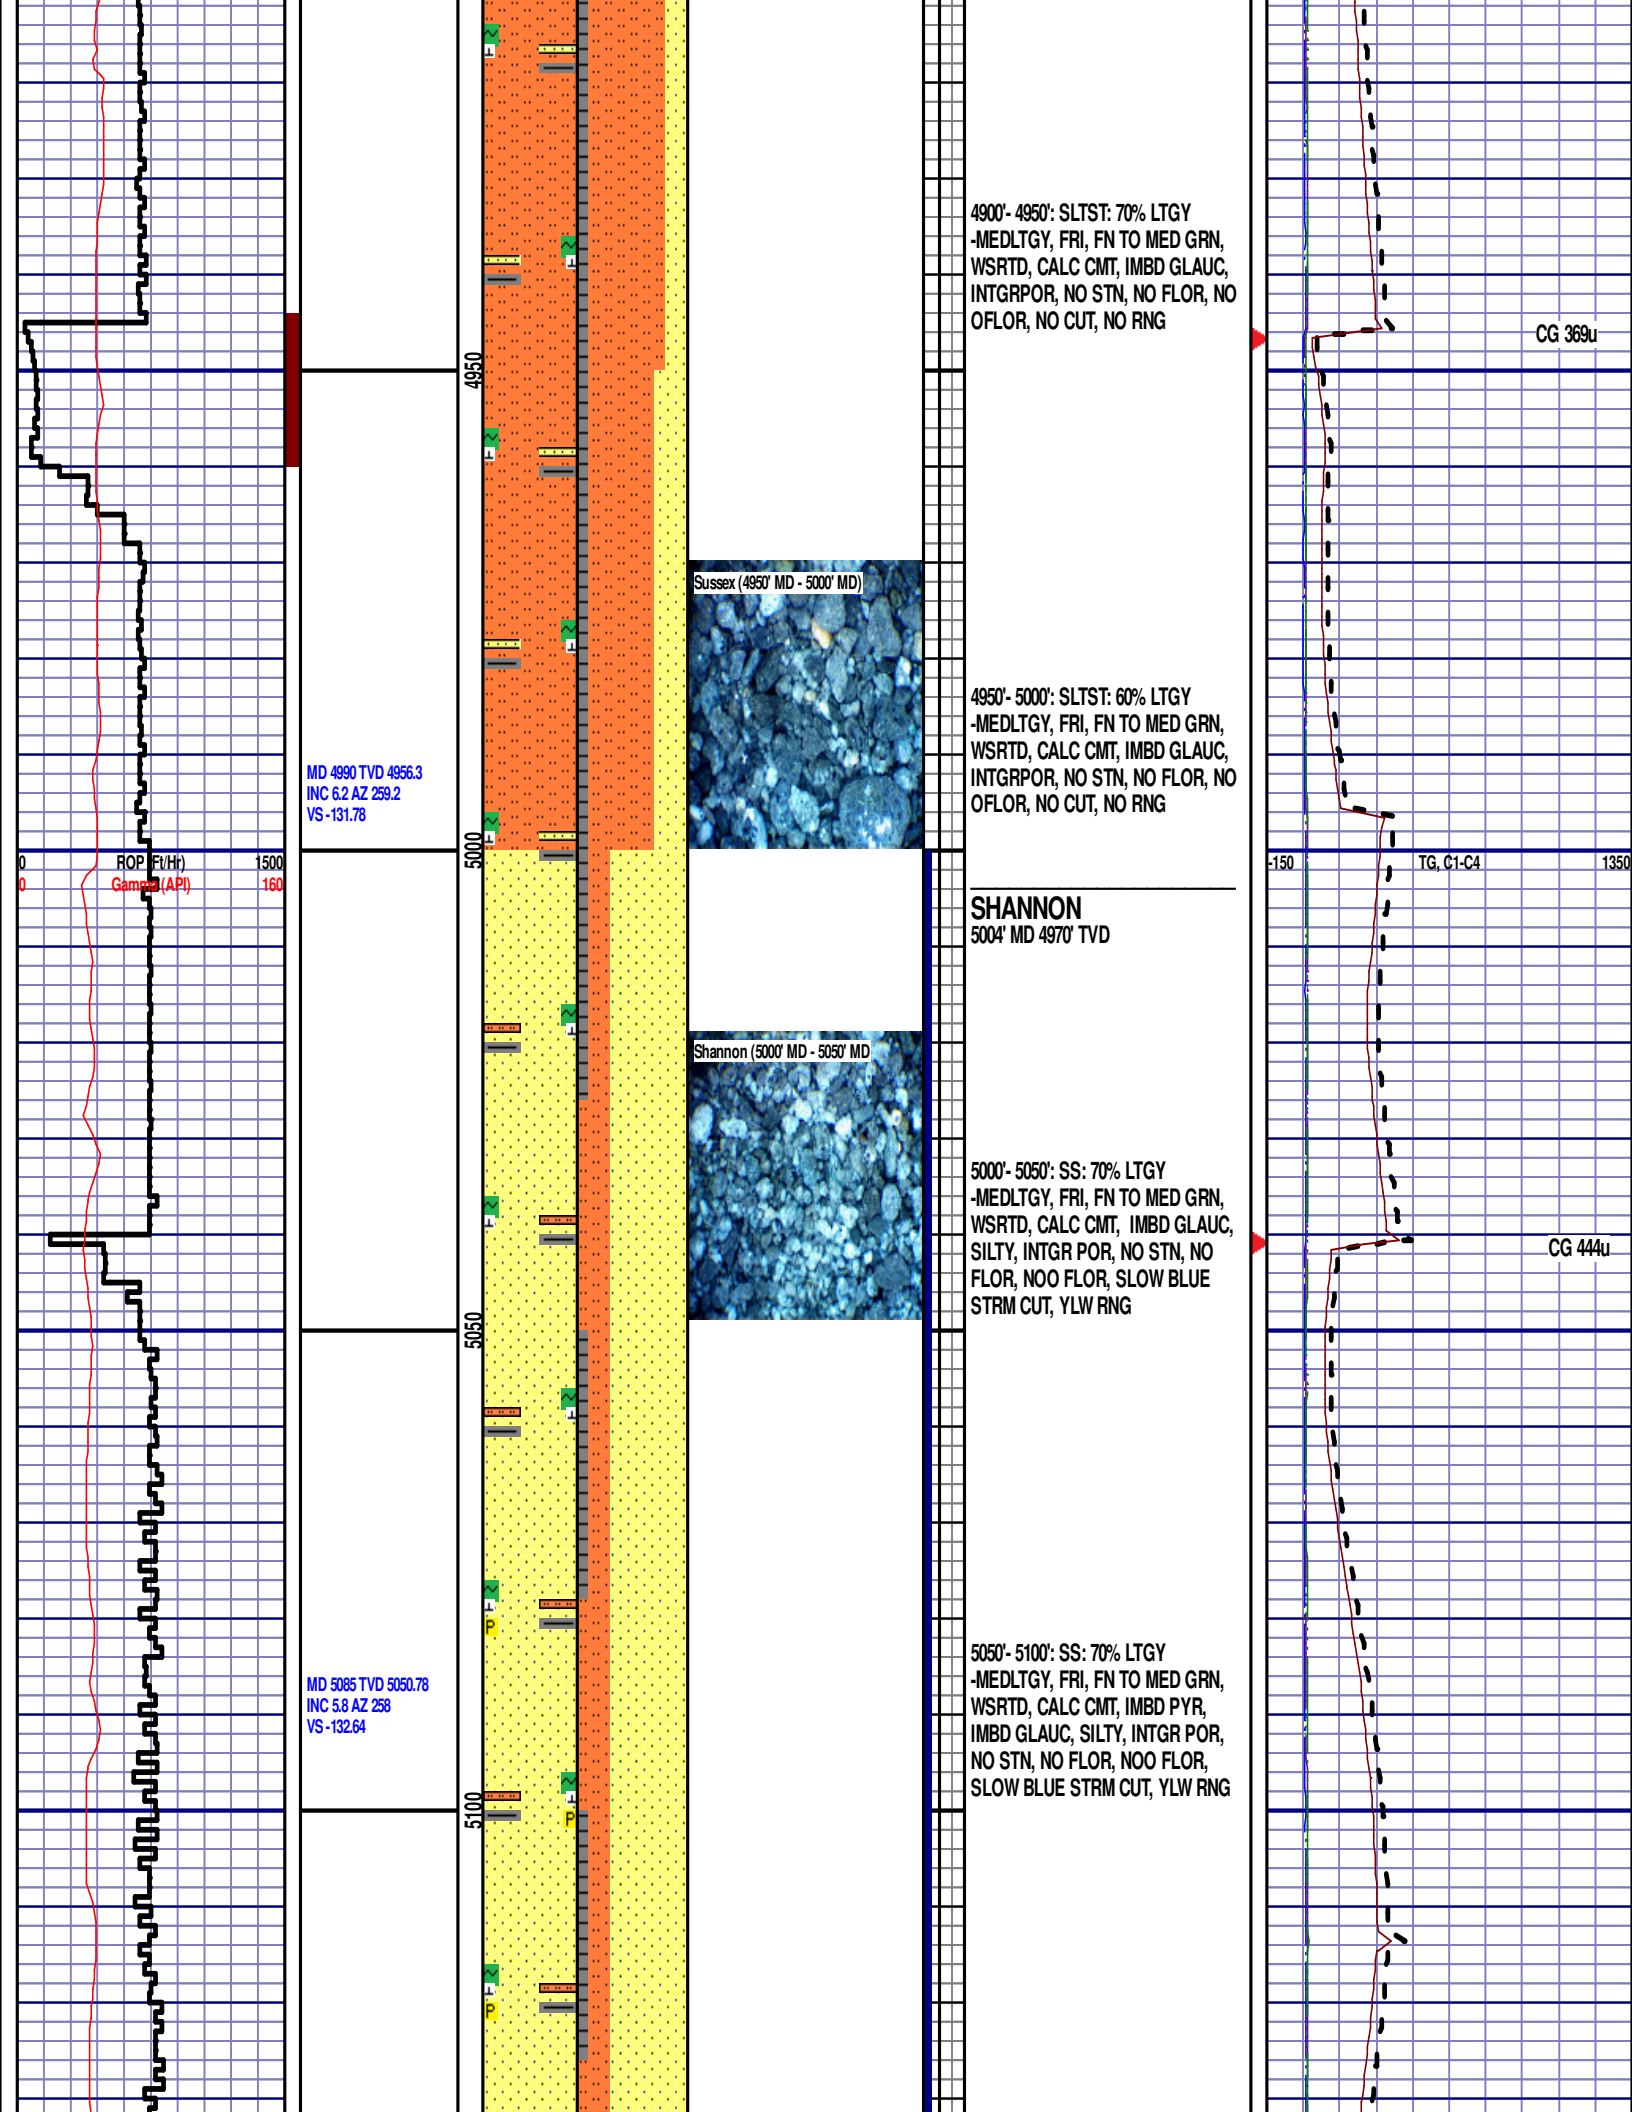 4900'- 4950': SLTST: 70% LTGY
-MEDLTGY, FRI, FN TO MED GRN,
WSRTD, CALC CMT, IMBD GLAUC,
INTGRPOR, NO STN, NO FLOR, NO
OFLOR, NO CUT, NO RNG
CG 369u
4950
Sussex (4950' MD - 5000' MD)
4950'- 5000': SLTST: 60% LTGY
-MEDLTGY, FRI, FN TO MED GRN,
WSRTD, CALC CMT, IMBD GLAUC,
INTGRPOR, NO STN, NO FLOR, NO
OFLOR, NO CUT, NO RNG
MD 4990 TVD 4956.3
INC 6.2 AZ 259.2
VS -131.78
5000
0 ROP (Ft/Hr) 1500
0 Gamma (API) 160
-150 TG, C1-C4 1350
SHANNON
5004' MD 4970' TVD
Shannon (5000' MD - 5050' MD
5000'- 5050': SS: 70% LTGY
-MEDLTGY, FRI, FN TO MED GRN,
WSRTD, CALC CMT, IMBD GLAUC,
SILTY, INTGR POR, NO STN, NO
FLOR, NOO FLOR, SLOW BLUE
STRM CUT, YLW RNG
CG 444u
5050
P
5050'- 5100': SS: 70% LTGY
-MEDLTGY, FRI, FN TO MED GRN,
WSRTD, CALC CMT, IMBD PYR,
IMBD GLAUC, SILTY, INTGR POR,
NO STN, NO FLOR, NOO FLOR,
SLOW BLUE STRM CUT, YLW RNG
MD 5085 TVD 5050.78
INC 5.8 AZ 258
VS -132.64
5100
P
P